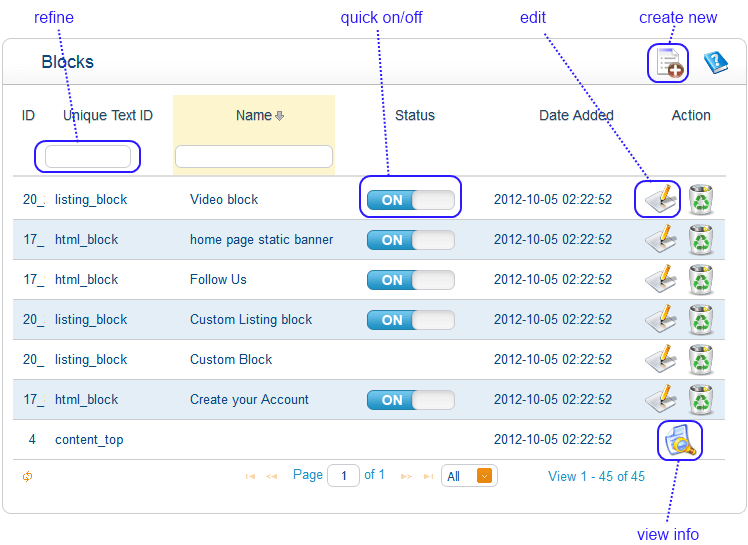 refine quick on/off edit create new
Blocks
ID Unique Text ID Name Status Date Added Action
20_ listing_block Video block ON 2012-10-05 02:22:52
17_ html_block home page static banner ON 2012-10-05 02:22:52
17_ html_block Follow Us ON 2012-10-05 02:22:52
20_ listing_block Custom Listing block ON 2012-10-05 02:22:52
20_ listing_block Custom Block 2012-10-05 02:22:52
17_ html_block Create your Account ON 2012-10-05 02:22:52
4 content_top 2012-10-05 02:22:52
Page 1 of 1 All View 1 - 45 of 45
view info